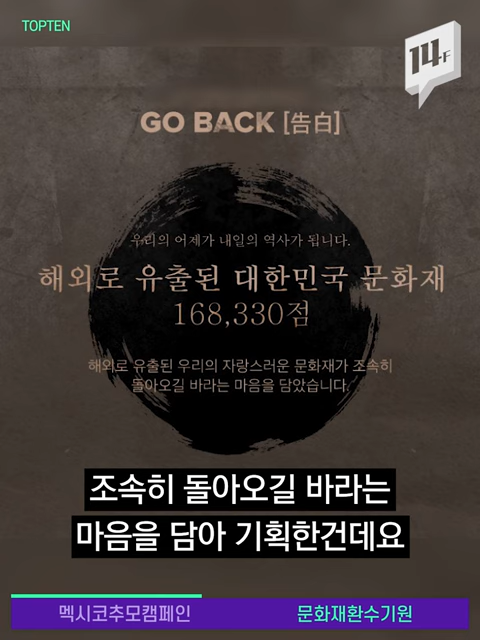 TOPTEN
14F
GO BACK [告白]
우리의 어제가 내일의 역사가 됩니다.
해외로 유출된 대한민국 문화재
168,330점
해외로 유출된 우리의 자랑스러운 문화재가 조속히
돌아오길 바라는 마음을 담았습니다.
조속히 돌아오길 바라는
마음을 담아 기획한건데요
멕시코추모캠페인
문화재환수기원